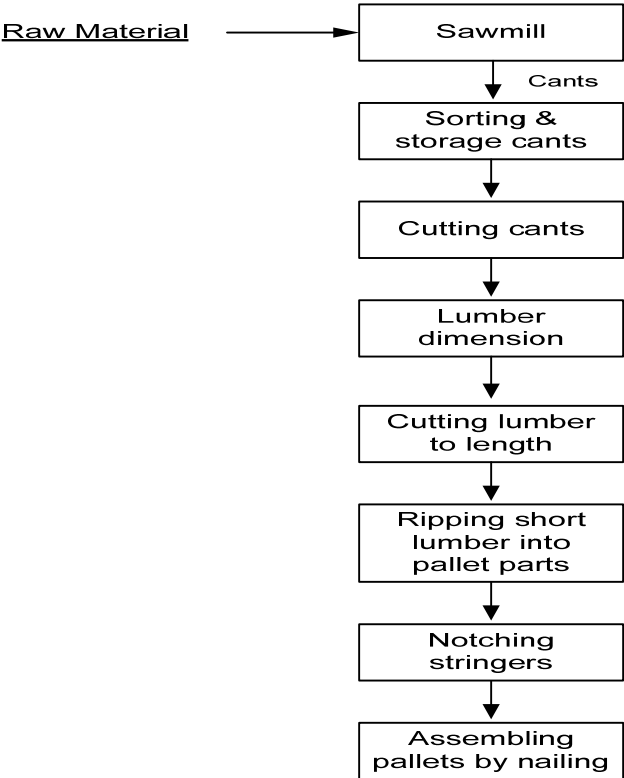 Raw Material
Sawmill
Cants
Sorting &
storage cants
Cutting cants
Lumber
dimension
Cutting lumber
to length
Ripping short
lumber into
pallet parts
Notching
stringers
Assembling
pallets by nailing